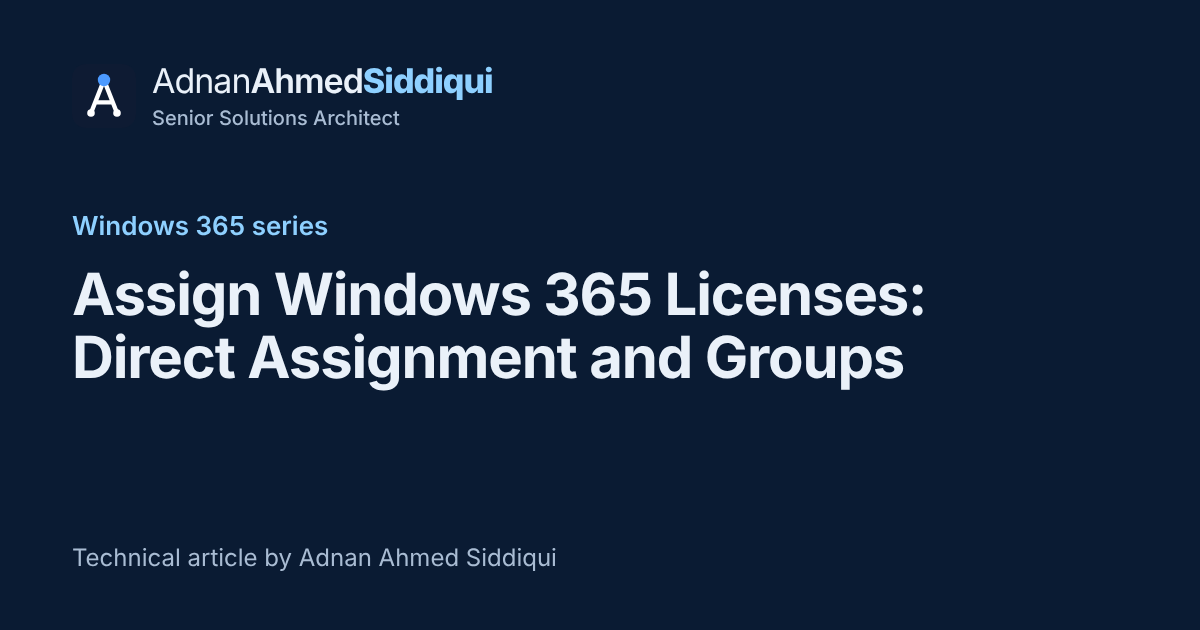 AdnanAhmedSiddiqui
Senior Solutions Architect
Windows 365 series
Assign Windows 365 Licenses:
Direct Assignment and Groups
Technical article by Adnan Ahmed Siddiqui